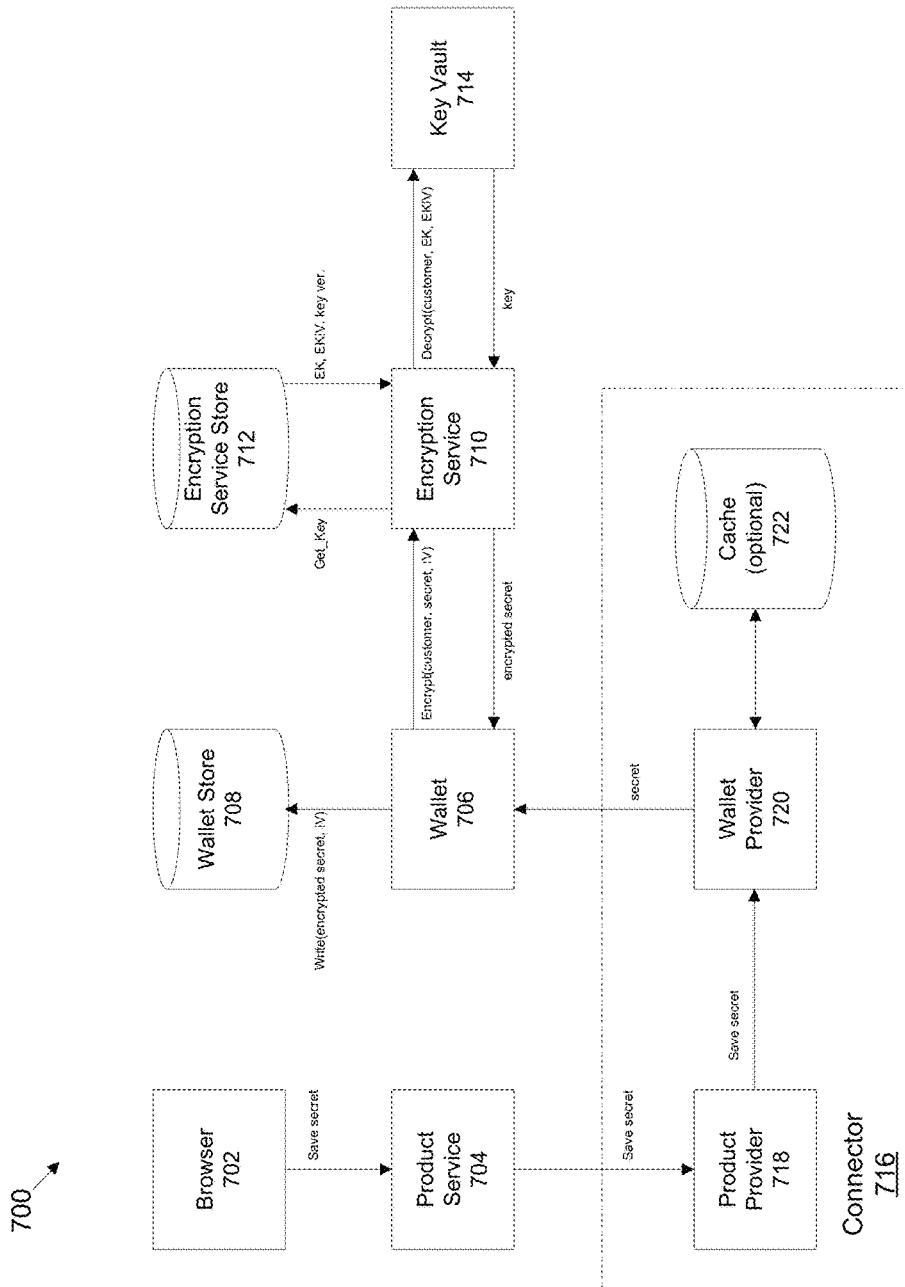 700
Browser
702
Save secret
Product
Service
704
Save secret
Connector
716
Product
Provider
718
Save secret
Wallet
Provider
720
Cache
(optional)
722
secret
Wallet
706
Write(encrypted secret, IV)
Wallet Store
708
Encrypt(customer, secret, IV)
encrypted secret
Encryption
Service
710
Get_Key
Encryption
Service Store
712
EK, EKIV, key ver.
Decrypt(customer, EK, EKIV)
key
Key Vault
714